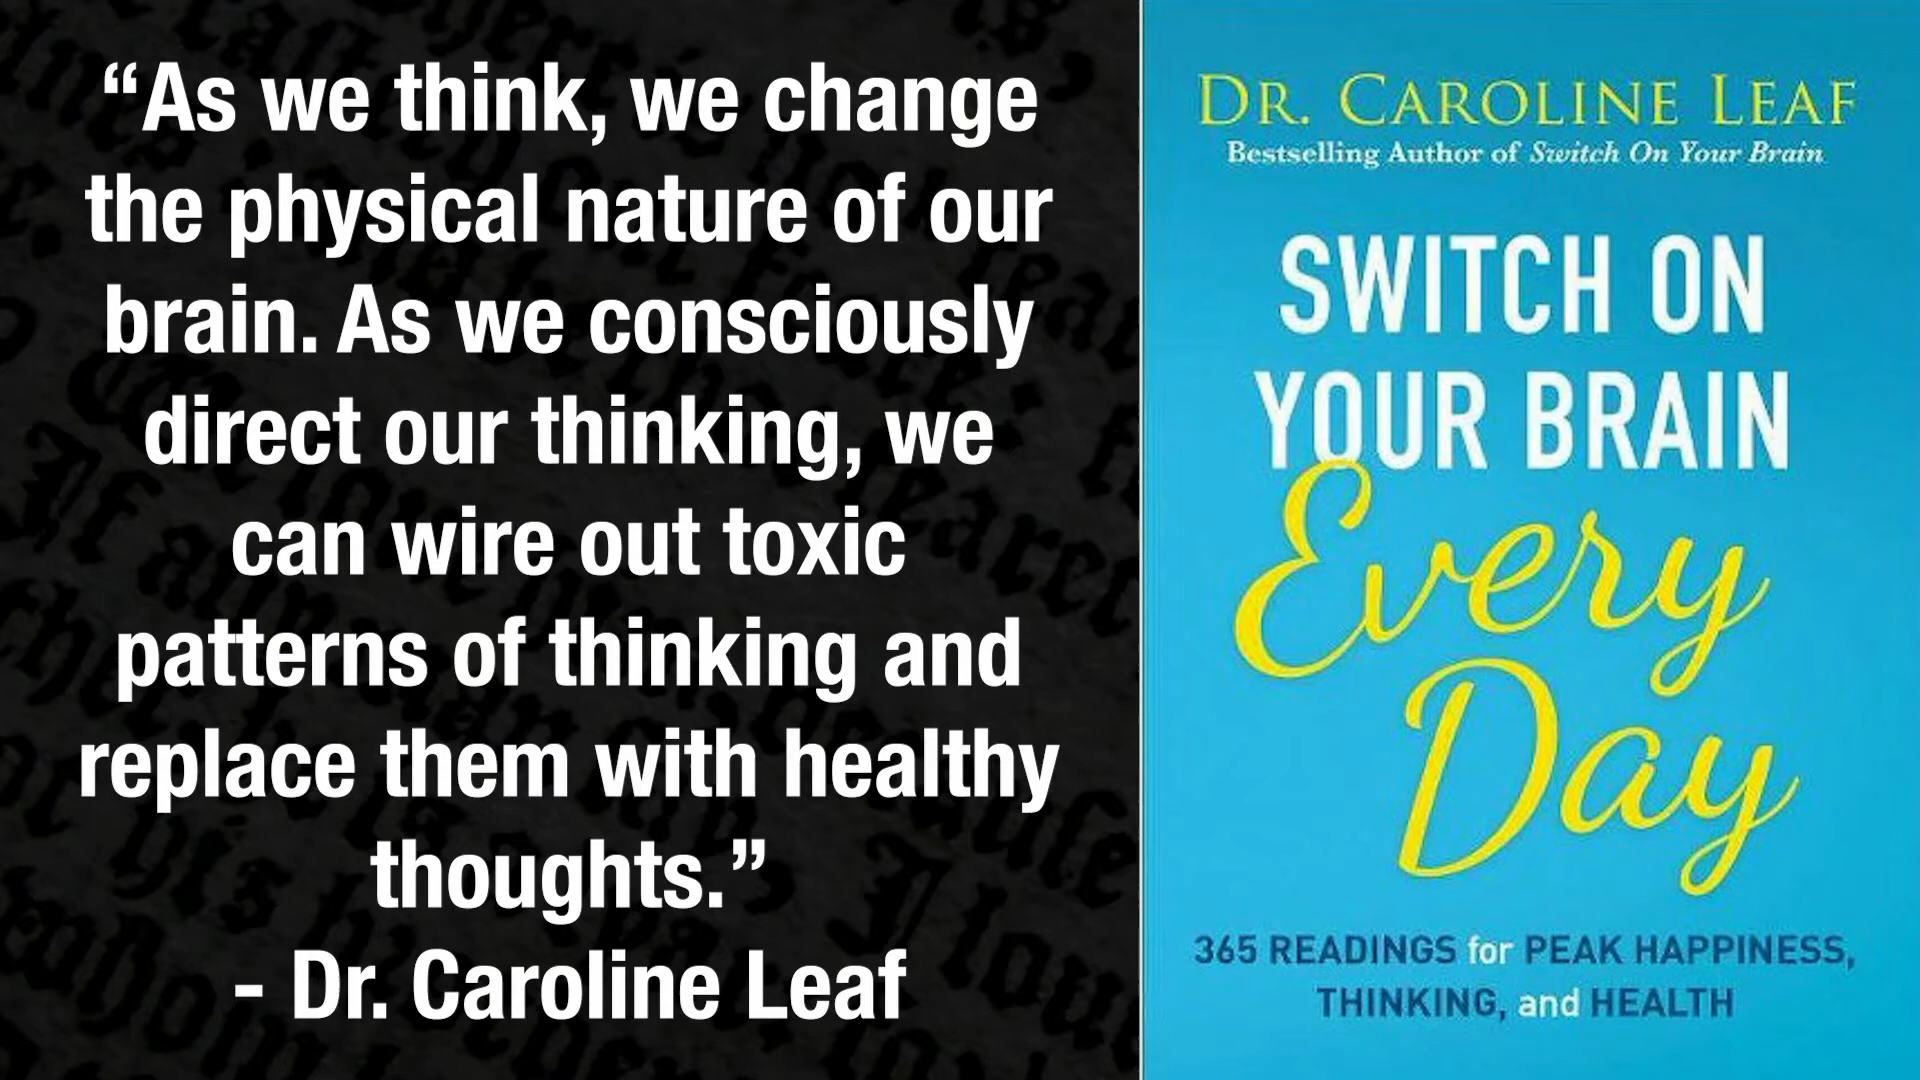 “As we think, we change
the physical nature of our
brain. As we consciously
direct our thinking, we
can wire out toxic
patterns of thinking and
replace them with healthy
thoughts.”
- Dr. Caroline Leaf
DR. CAROLINE LEAF
Bestselling Author of Switch On Your Brain
SWITCH ON
YOUR BRAIN
Every
Day
365 READINGS for PEAK HAPPINESS,
THINKING, and HEALTH